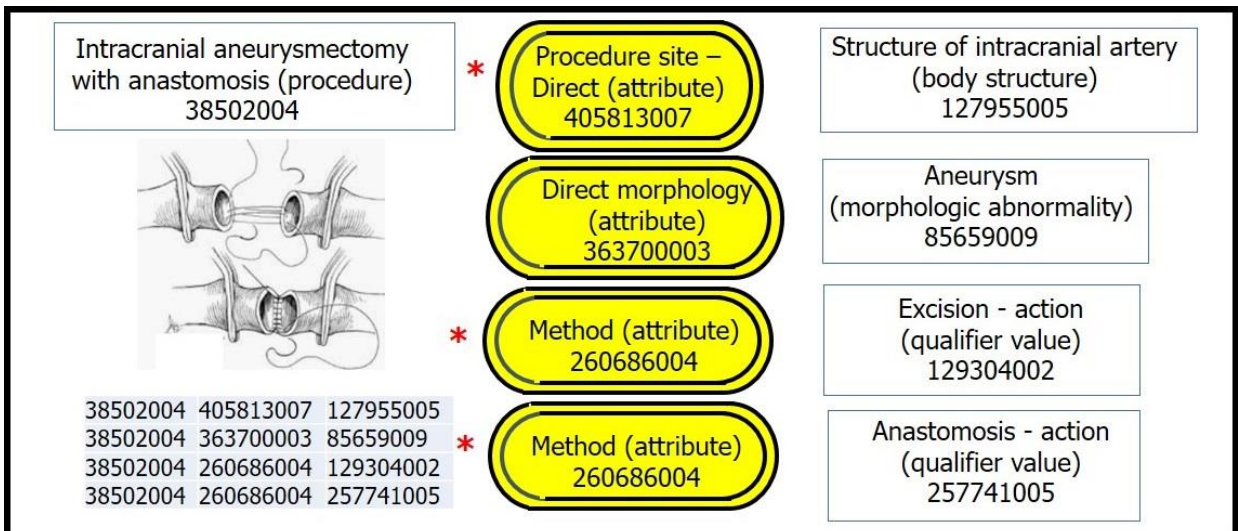 Intracranial aneurysmectomy
with anastomosis (procedure)
38502004
*
Procedure site –
Direct (attribute)
405813007
Structure of intracranial artery
(body structure)
127955005
Direct morphology
(attribute)
363700003
Aneurysm
(morphologic abnormality)
85659009
*
Method (attribute)
260686004
Excision - action
(qualifier value)
129304002
38502004 405813007 127955005
38502004 363700003 85659009
38502004 260686004 129304002
38502004 260686004 257741005
*
Method (attribute)
260686004
Anastomosis - action
(qualifier value)
257741005